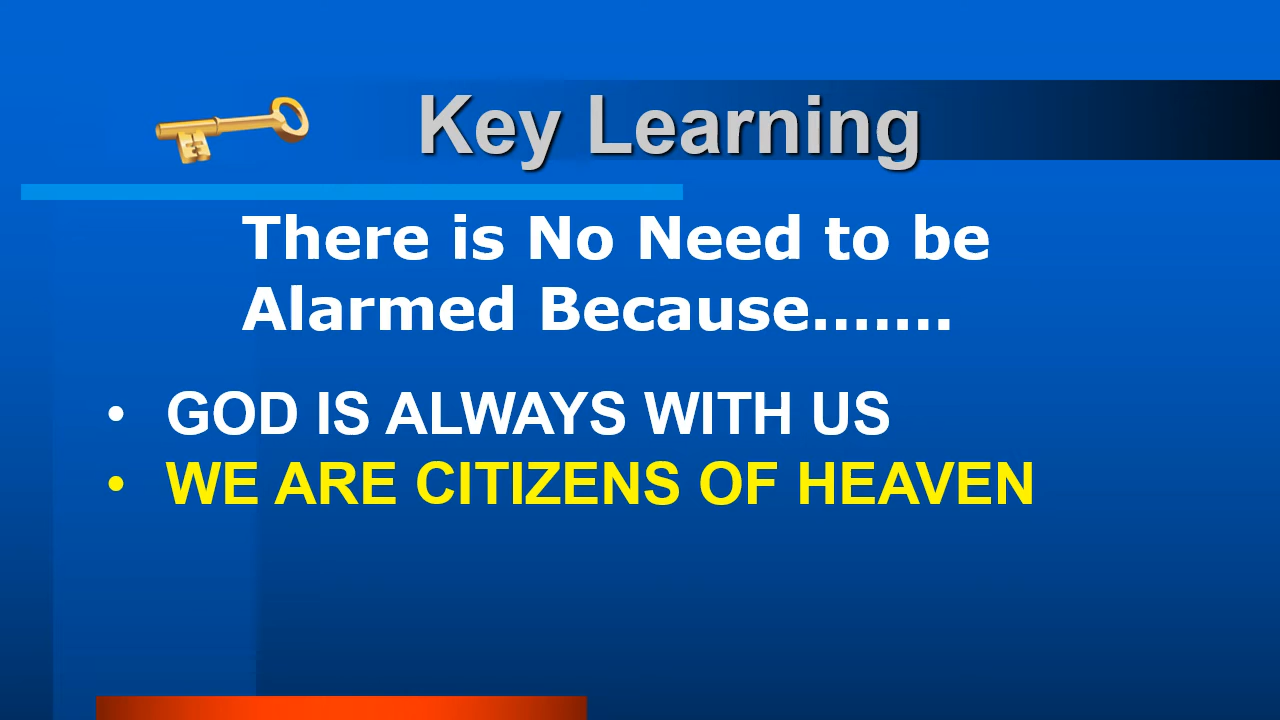 Key Learning
There is No Need to be
Alarmed Because.......
• GOD IS ALWAYS WITH US
• WE ARE CITIZENS OF HEAVEN